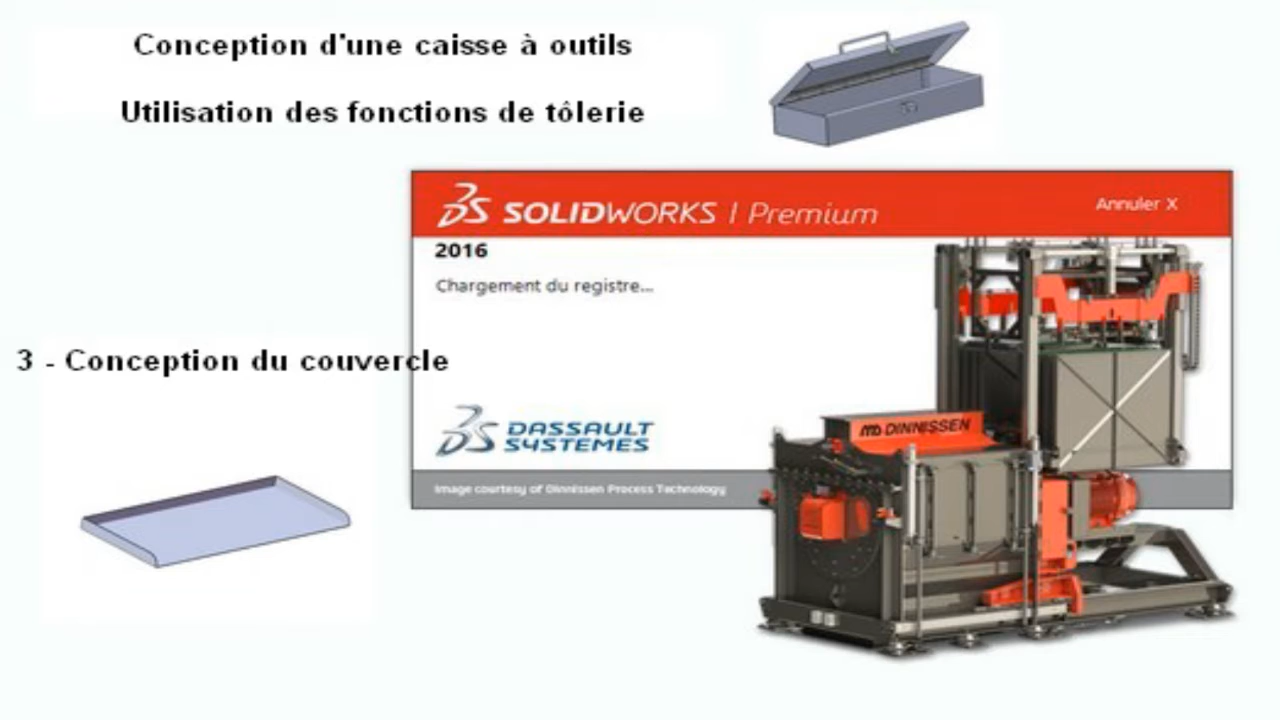 Conception d'une caisse à outils
Utilisation des fonctions de tôlerie
SOLIDWORKS | Premium
Annuler X
2016
Chargement du registre...
3 - Conception du couvercle
DASSAULT
SYSTEMES
DINNISSEN
Image courtesy of Dinnissen Process Technology